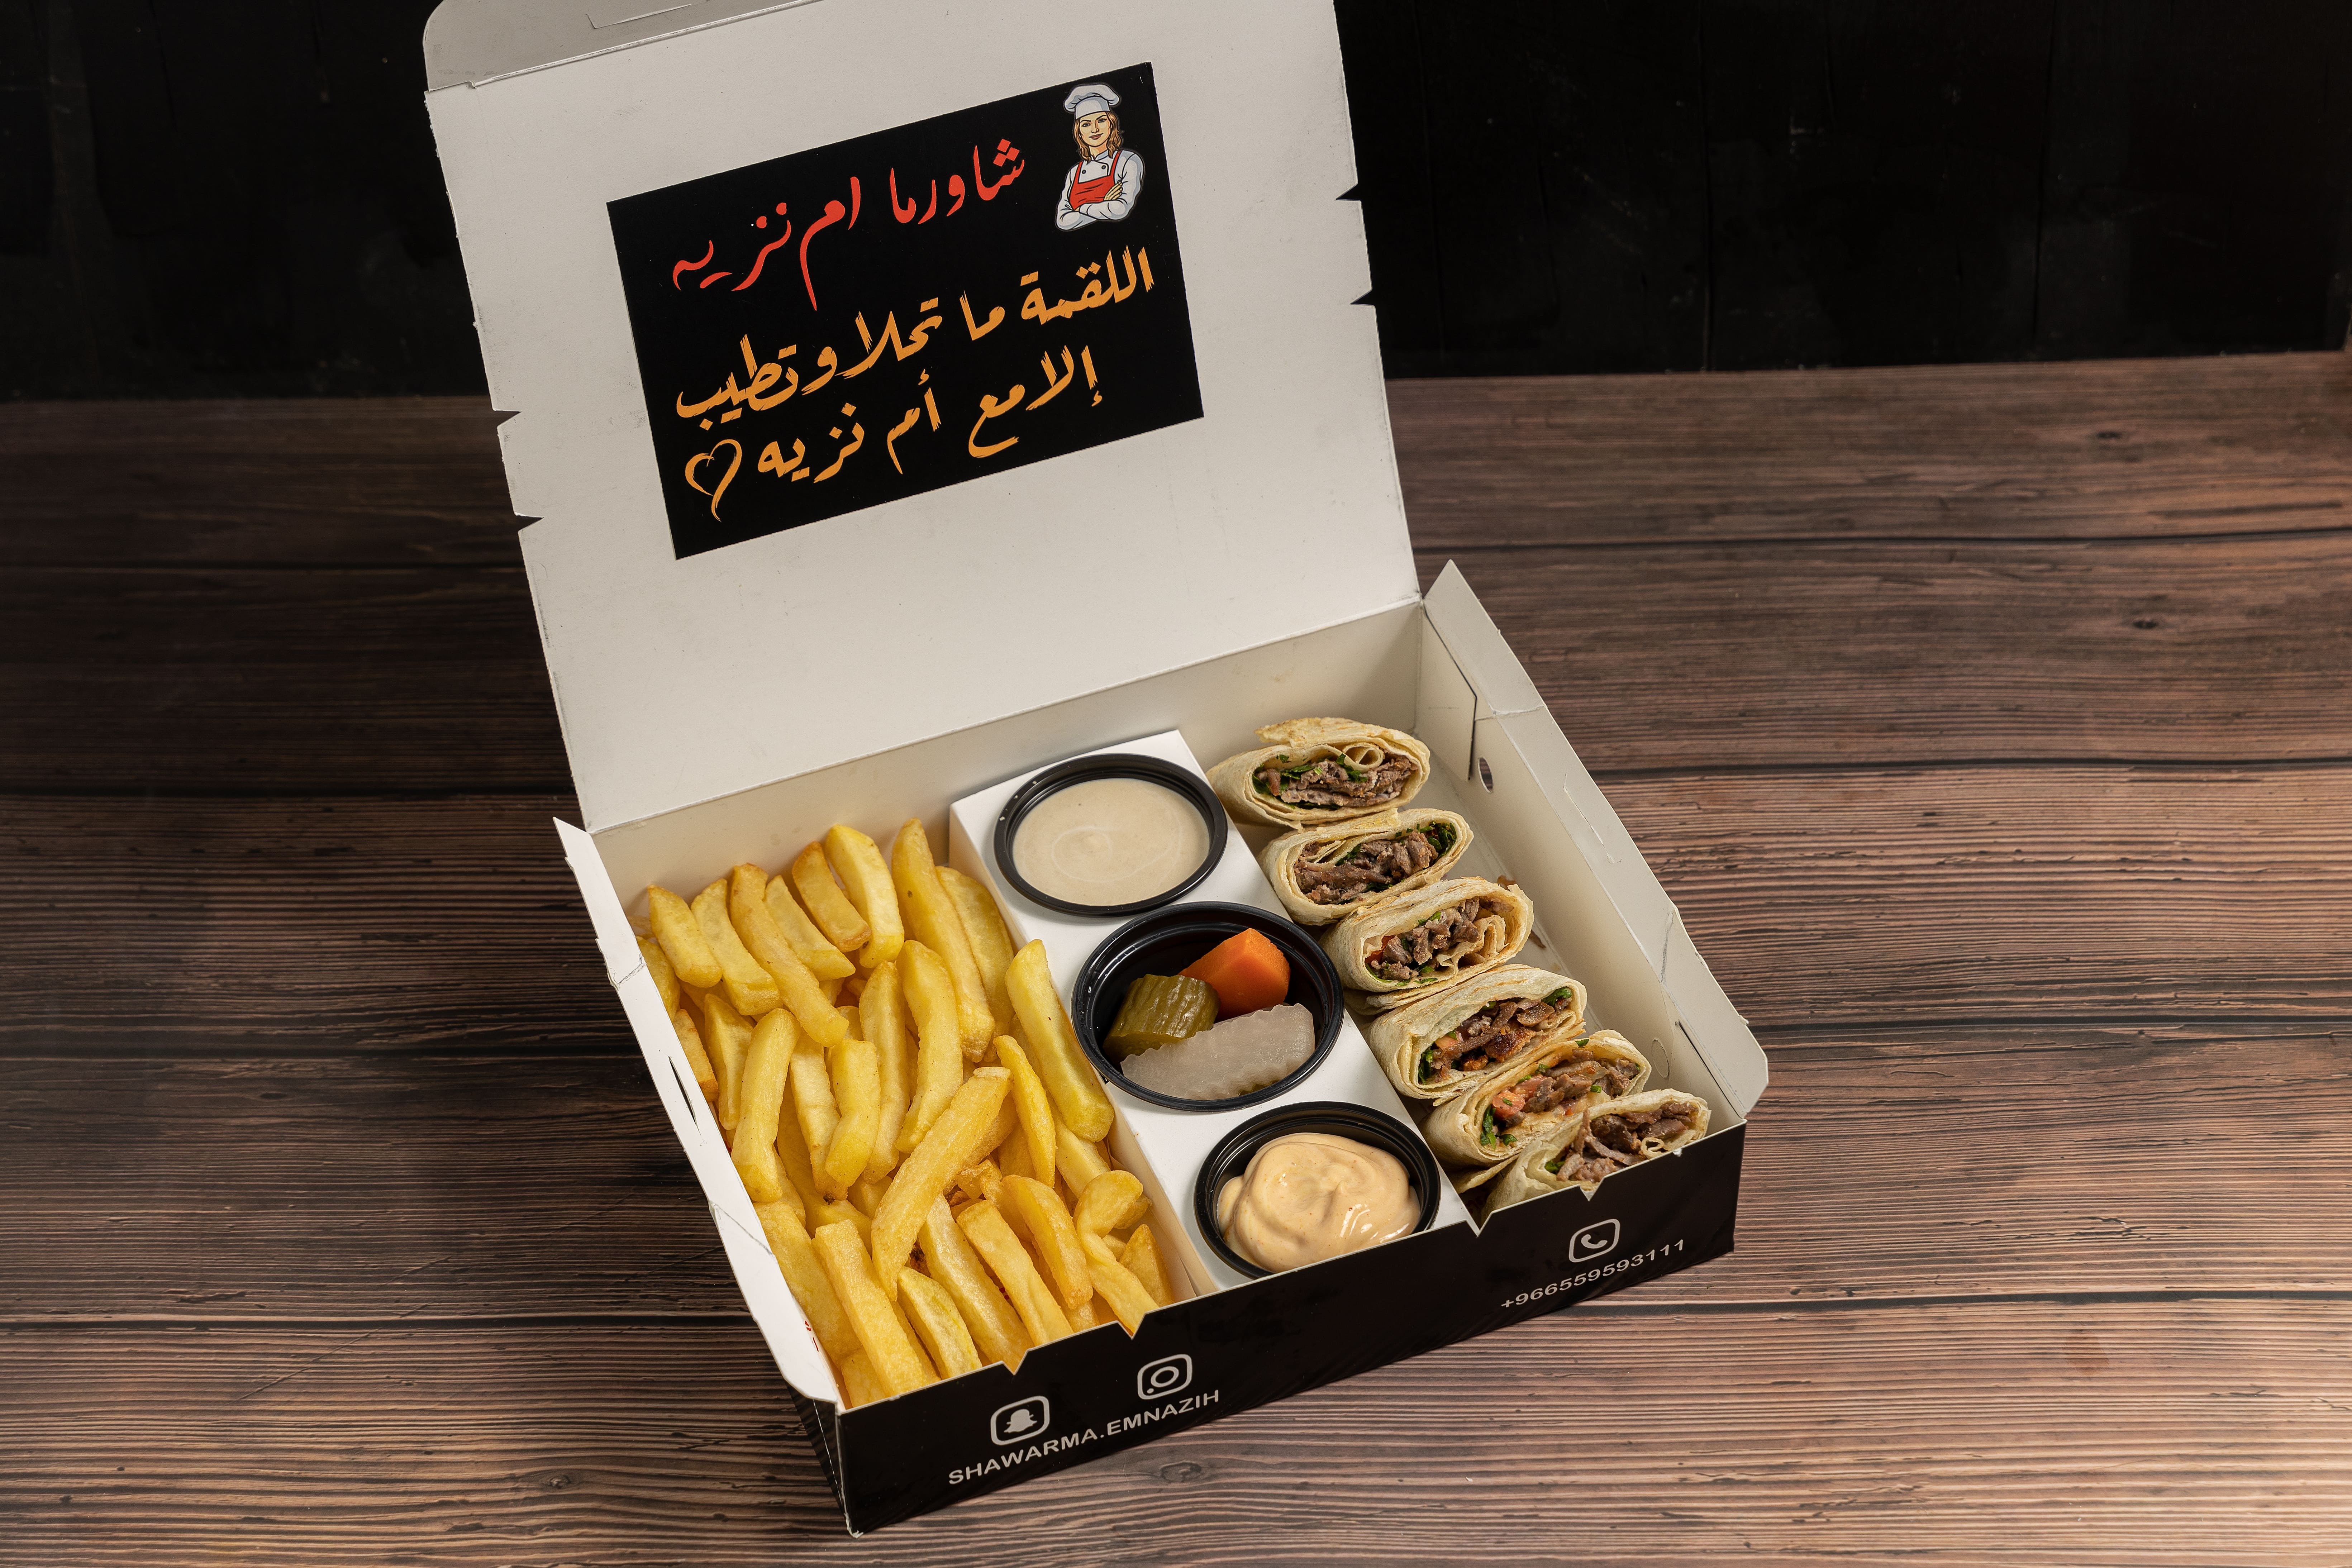 شاورما ام نزيه
اللقمة ما تحلا وتطيب
إلا مع أم نزيه
SHAWARMA.EMNAZIH
+966559593111